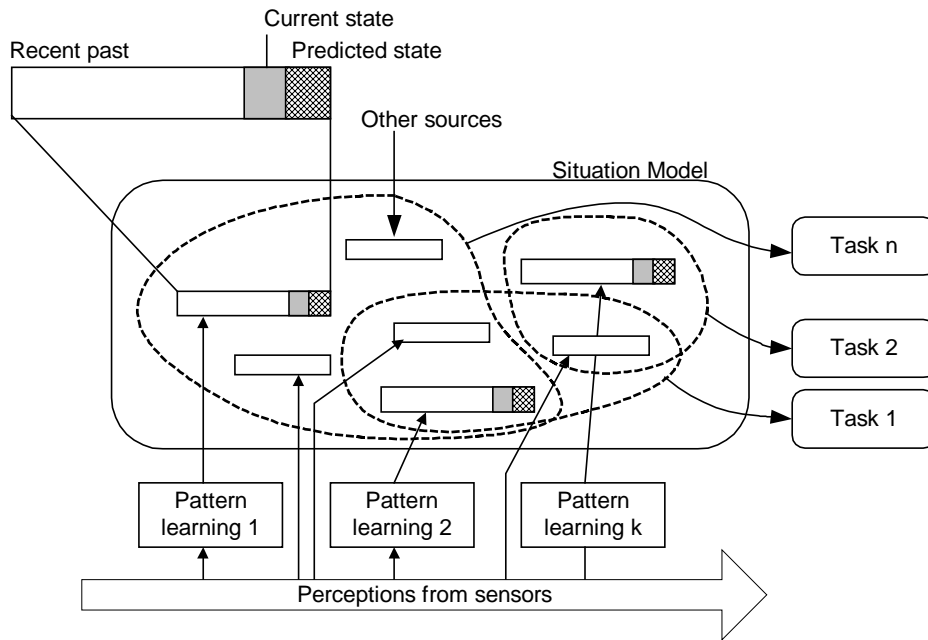 Current state
Recent past
Predicted state
Other sources
Situation Model
Task n
Task 2
Task 1
Pattern
learning 1
Pattern
learning 2
Pattern
learning k
Perceptions from sensors